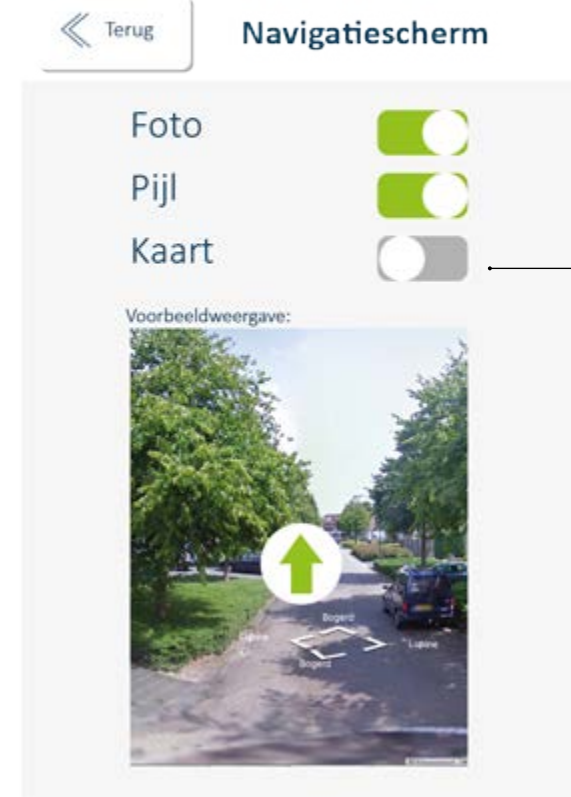 Terug
Navigatiescherm
Foto
Pijl
Kaart
Voorbeeldweergave:
Bogerd
Lupine
Lupine
Bogerd